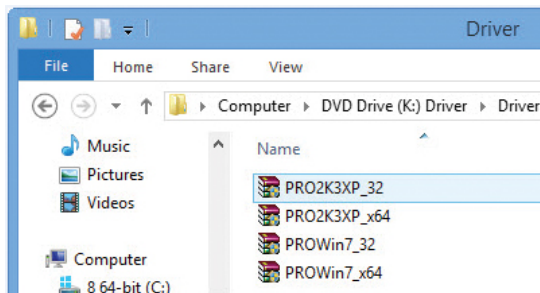 Driver
File Home Share View
Computer DVD Drive (K:) Driver Driver
Music
Pictures
Videos
Computer
8 64-bit (C:)
Name
PRO2K3XP_32
PRO2K3XP_x64
PROWin7_32
PROWin7_x64